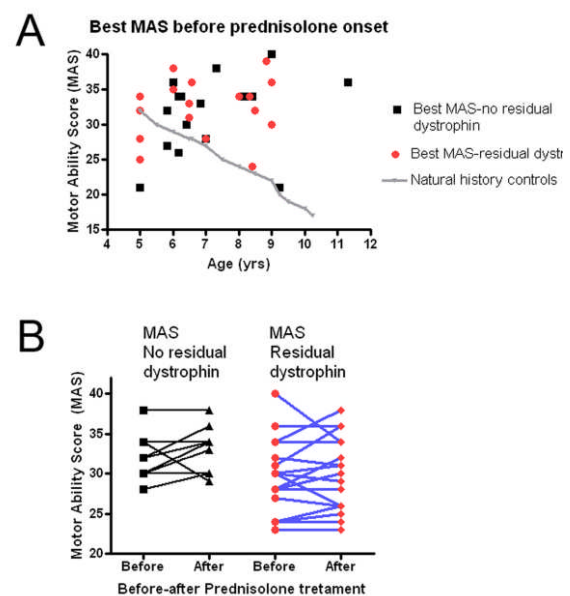 A
Best MAS before prednisolone onset
Motor Ability Score (MAS)
40
35
30
25
20
15
4 5 6 7 8 9 10 11 12
Age (yrs)
Best MAS-no residual
dystrophin
Best MAS-residual dystr
Natural history controls
B
MAS
No residual
dystrophin
MAS
Residual
dystrophin
Motor Ability Score (MAS)
40
35
30
25
20
Before After Before After
Before-after Prednisolone tretament